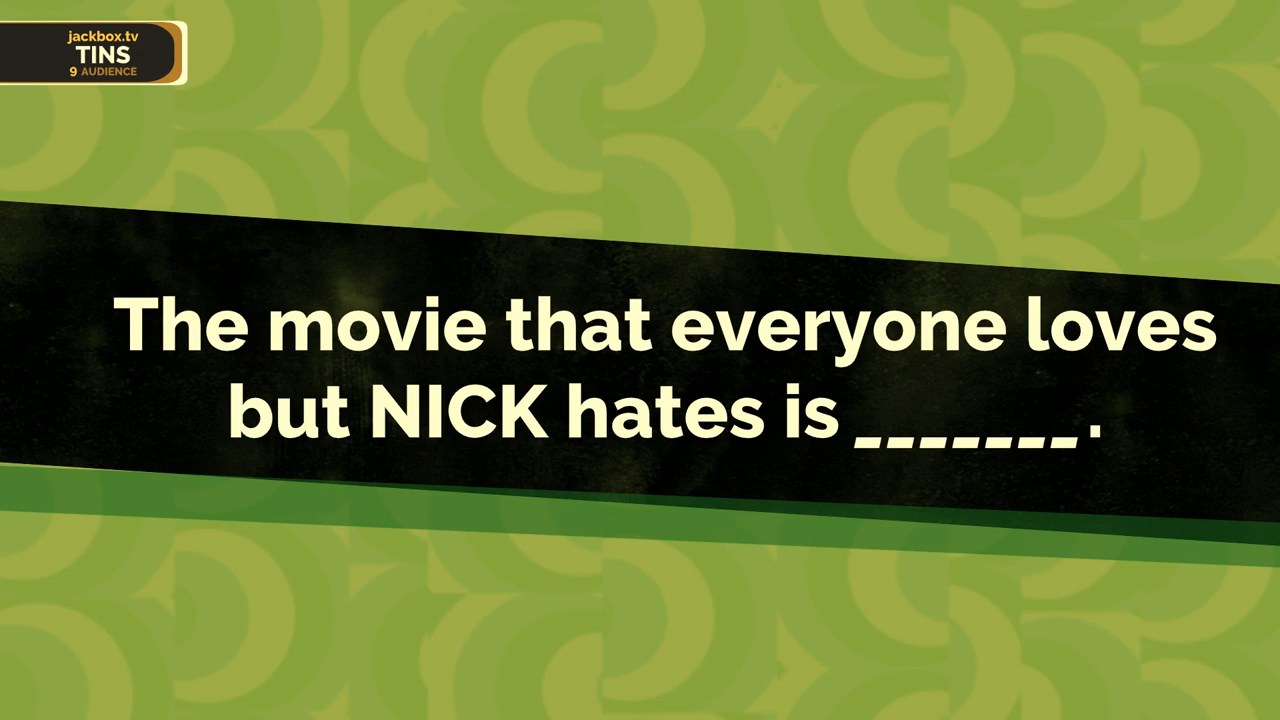 jackbox.tv
TINS
9 AUDIENCE
The movie that everyone loves
but NICK hates is _______.